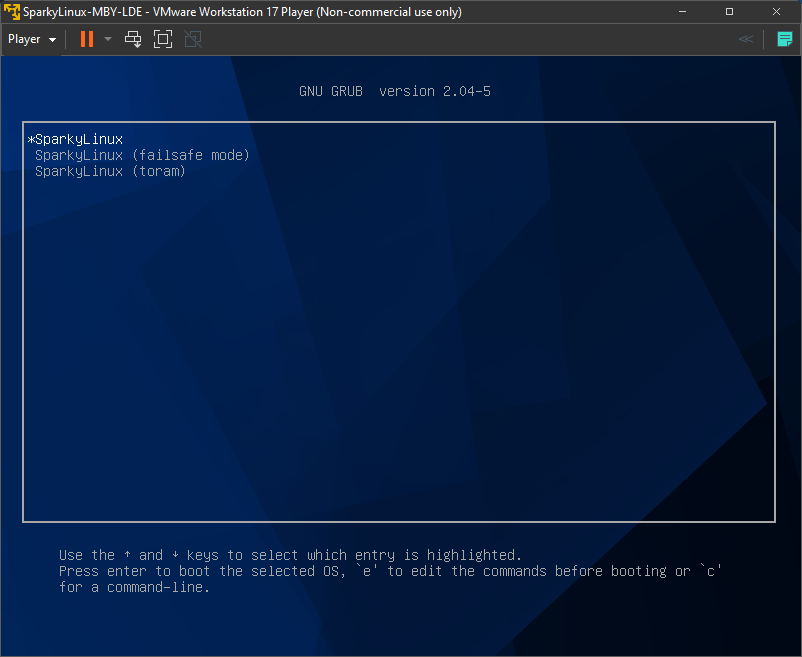 SparkyLinux-MBY-LDE - VMware Workstation 17 Player (Non-commercial use only)
Player
GNU GRUB version 2.04-5
*SparkyLinux
SparkyLinux (failsafe mode)
SparkyLinux (toram)
Use the ↑ and ↓ keys to select which entry is highlighted.
Press enter to boot the selected OS, `e' to edit the commands before booting or `c'
for a command-line.